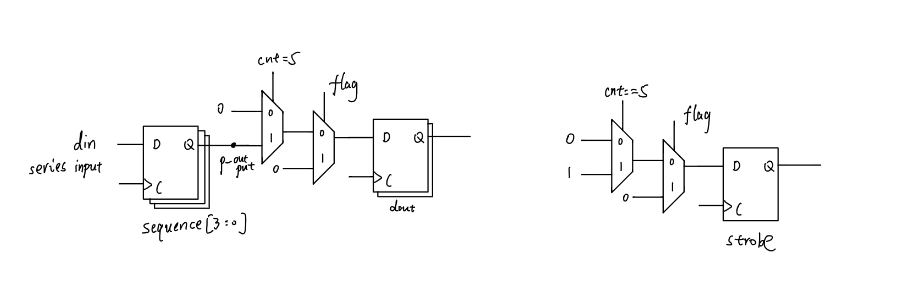 cnt=5
flag
0
0
1
0
1
0
din
series input
D
Q
C
p-out
put
D
Q
C
sequence[3:0]
dout
cnt==5
flag
0
1
0
1
0
1
0
D
Q
C
strobe